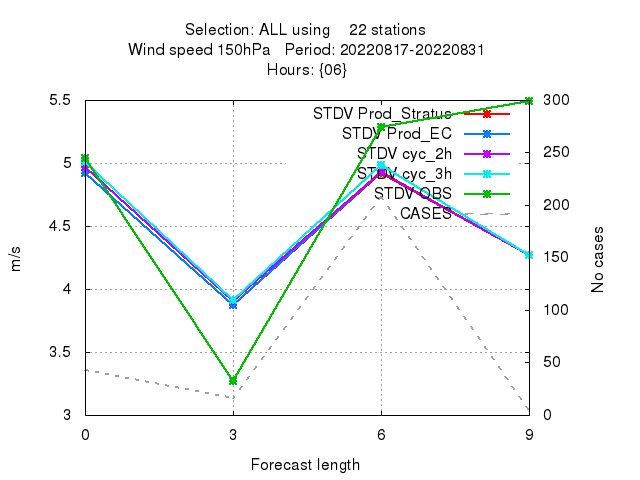 Selection: ALL using 22 stations
Wind speed 150hPa Period: 20220817-20220831
Hours: {06}
STDV Prod_Stratus
STDV Prod_EC
STDV cyc_2h
STDV cyc_3h
STDV OBS
CASES
5.5
5
4.5
4
3.5
3
m/s
300
250
200
150
100
50
0
No cases
0 3 6 9
Forecast length